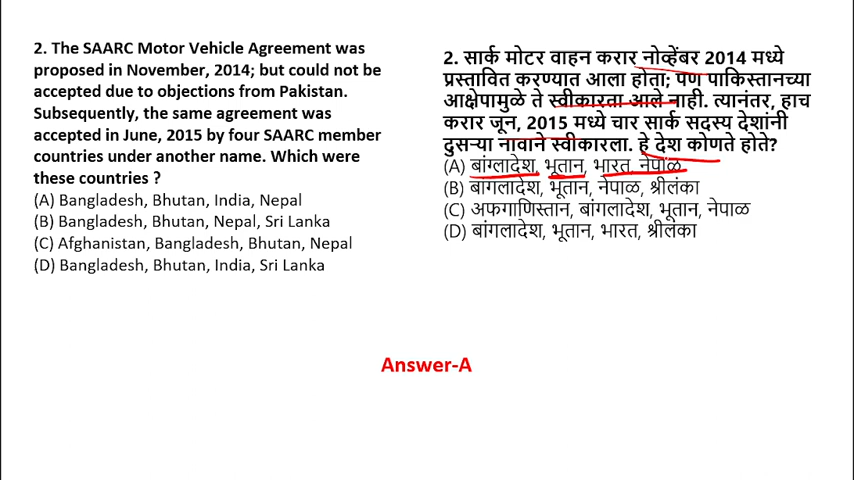 2. The SAARC Motor Vehicle Agreement was
proposed in November, 2014; but could not be
accepted due to objections from Pakistan.
Subsequently, the same agreement was
accepted in June, 2015 by four SAARC member
countries under another name. Which were
these countries ?
(A) Bangladesh, Bhutan, India, Nepal
(B) Bangladesh, Bhutan, Nepal, Sri Lanka
(C) Afghanistan, Bangladesh, Bhutan, Nepal
(D) Bangladesh, Bhutan, India, Sri Lanka
2. सार्क मोटर वाहन करार नोव्हेंबर 2014 मध्ये
प्रस्तावित करण्यात आला होता; पण पाकिस्तानच्या
आक्षेपामुळे ते स्वीकारता आले नाही. त्यानंतर, हाच
करार जून, 2015 मध्ये चार सार्क सदस्य देशांनी
दुसऱ्या नावाने स्वीकारला. हे देश कोणते होते?
(A) बांग्लादेश, भूतान, भारत, नेपाळ
(B) बांगलादेश, भूतान, नेपाळ, श्रीलंका
(C) अफगाणिस्तान, बांगलादेश, भूतान, नेपाळ
(D) बांगलादेश, भूतान, भारत, श्रीलंका
Answer-A